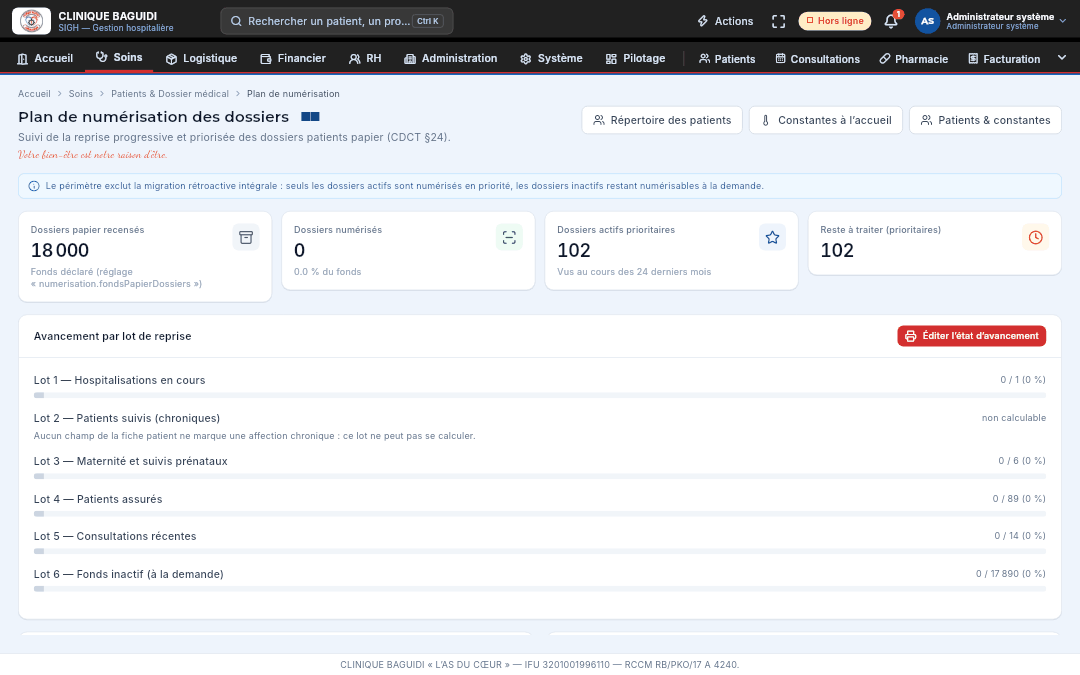 CLINIQUE BAGUIDI
SIGH — Gestion hospitalière
Rechercher un patient, un pro... Ctrl K
Actions
Hors ligne
1
AS
Administrateur système
Administrateur système
Accueil Soins Logistique Financier RH Administration Système Pilotage Patients Consultations Pharmacie Facturation
Accueil > Soins > Patients & Dossier médical > Plan de numérisation
Plan de numérisation des dossiers
Suivi de la reprise progressive et priorisée des dossiers patients papier (CDCT §24).
Votre bien-être est notre raison d'être.
Répertoire des patients
Constantes à l'accueil
Patients & constantes
Le périmètre exclut la migration rétroactive intégrale : seuls les dossiers actifs sont numérisés en priorité, les dossiers inactifs restant numérisables à la demande.
Dossiers papier recensés
18 000
Fonds déclaré (réglage
« numerisation.fondsPapierDossiers »)
Dossiers numérisés
0
0.0 % du fonds
Dossiers actifs prioritaires
102
Vus au cours des 24 derniers mois
Reste à traiter (prioritaires)
102
Avancement par lot de reprise
Éditer l'état d'avancement
Lot 1 — Hospitalisations en cours 0 / 1 (0 %)
Lot 2 — Patients suivis (chroniques) non calculable
Aucun champ de la fiche patient ne marque une affection chronique : ce lot ne peut pas se calculer.
Lot 3 — Maternité et suivis prénataux 0 / 6 (0 %)
Lot 4 — Patients assurés 0 / 89 (0 %)
Lot 5 — Consultations récentes 0 / 14 (0 %)
Lot 6 — Fonds inactif (à la demande) 0 / 17 890 (0 %)
CLINIQUE BAGUIDI « L'AS DU CŒUR » — IFU 3201001996110 — RCCM RB/PKO/17 A 4240.